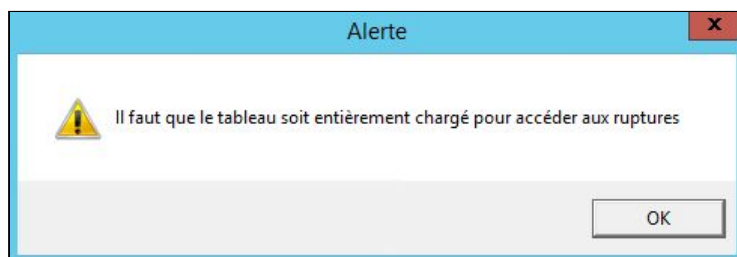 Alerte
x
Il faut que le tableau soit entièrement chargé pour accéder aux ruptures
OK